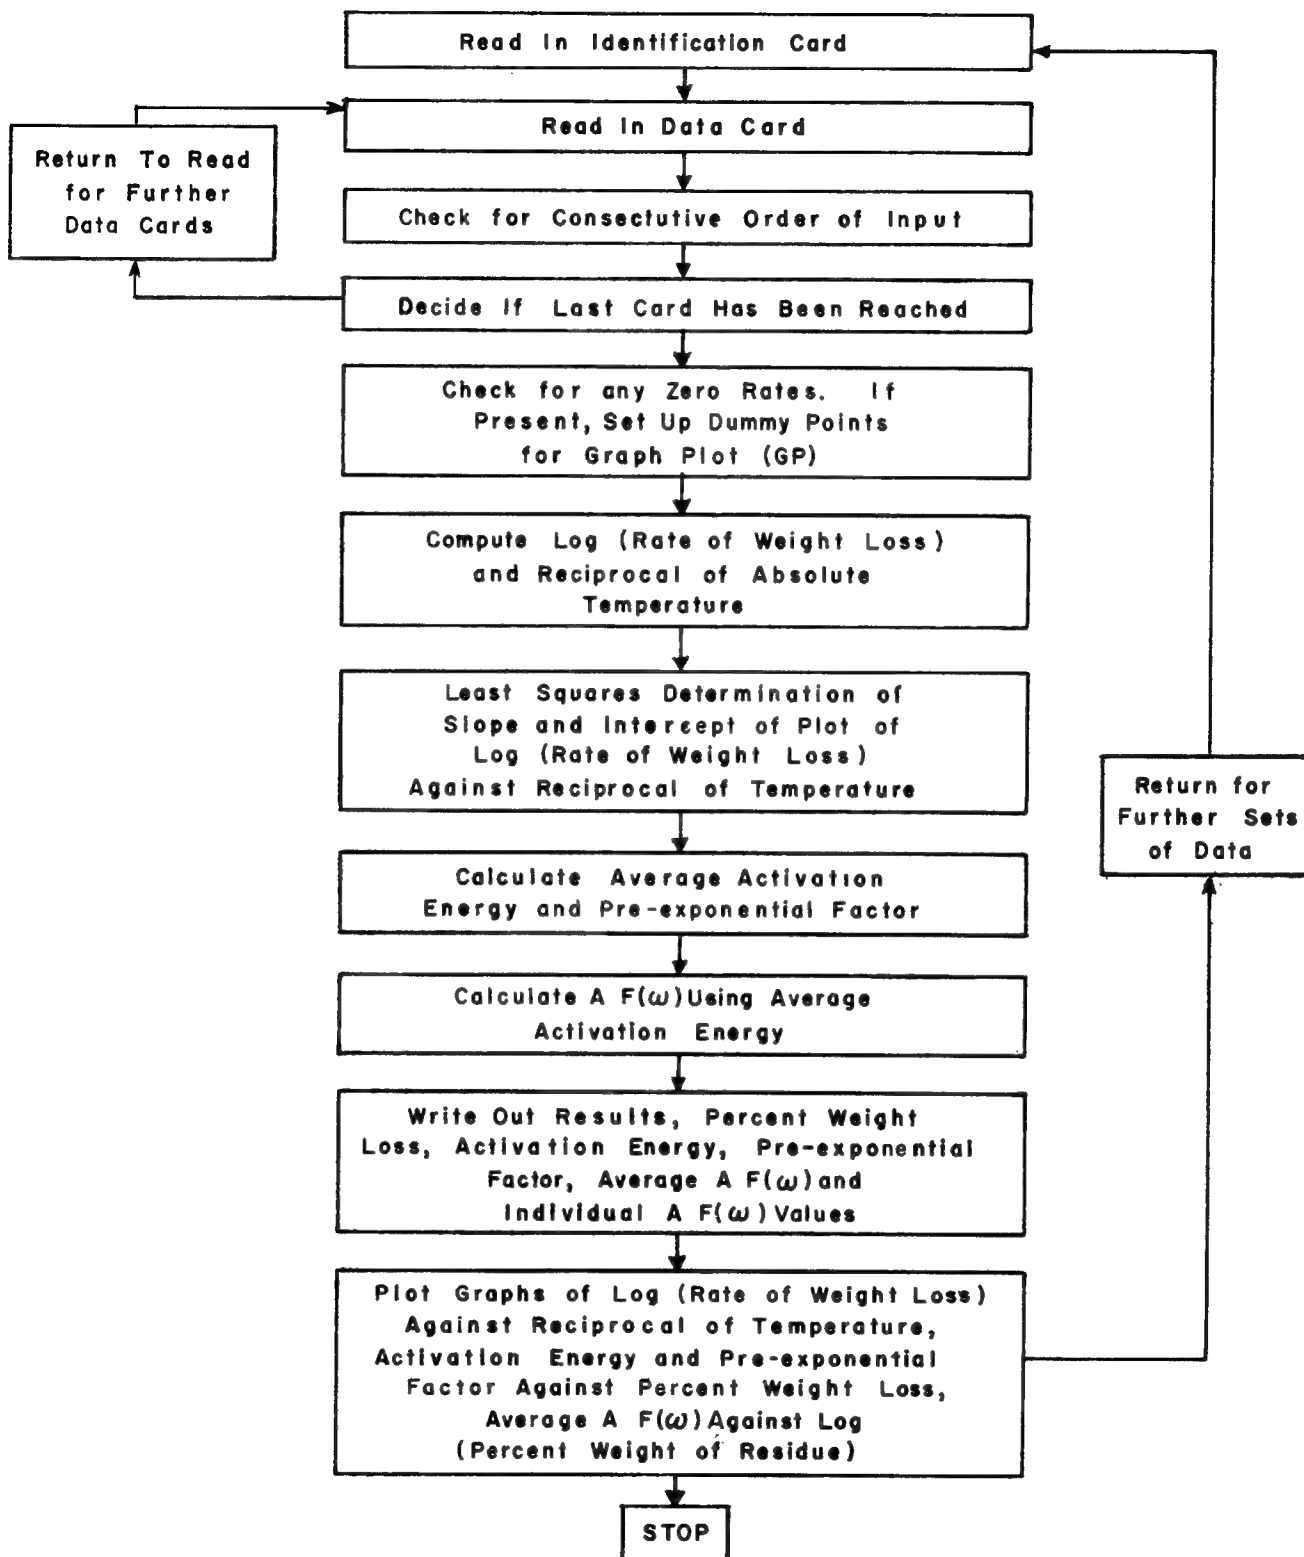 Read In Identification Card
Read In Data Card
Return To Read
for Further
Data Cards
Check for Consectutive Order of Input
Decide If Last Card Has Been Reached
Check for any Zero Rates. If
Present, Set Up Dummy Points
for Graph Plot (GP)
Compute Log (Rate of Weight Loss)
and Reciprocal of Absolute
Temperature
Least Squares Determination of
Slope and Intercept of Plot of
Log (Rate of Weight Loss)
Against Reciprocal of Temperature
Return for
Further Sets
of Data
Calculate Average Activation
Energy and Pre-exponential Factor
Calculate A F(ω) Using Average
Activation Energy
Write Out Results, Percent Weight
Loss, Activation Energy, Pre-exponential
Factor, Average A F(ω) and
Individual A F(ω) Values
Plot Graphs of Log (Rate of Weight Loss)
Against Reciprocal of Temperature,
Activation Energy and Pre-exponential
Factor Against Percent Weight Loss,
Average A F(ω) Against Log
(Percent Weight of Residue)
STOP